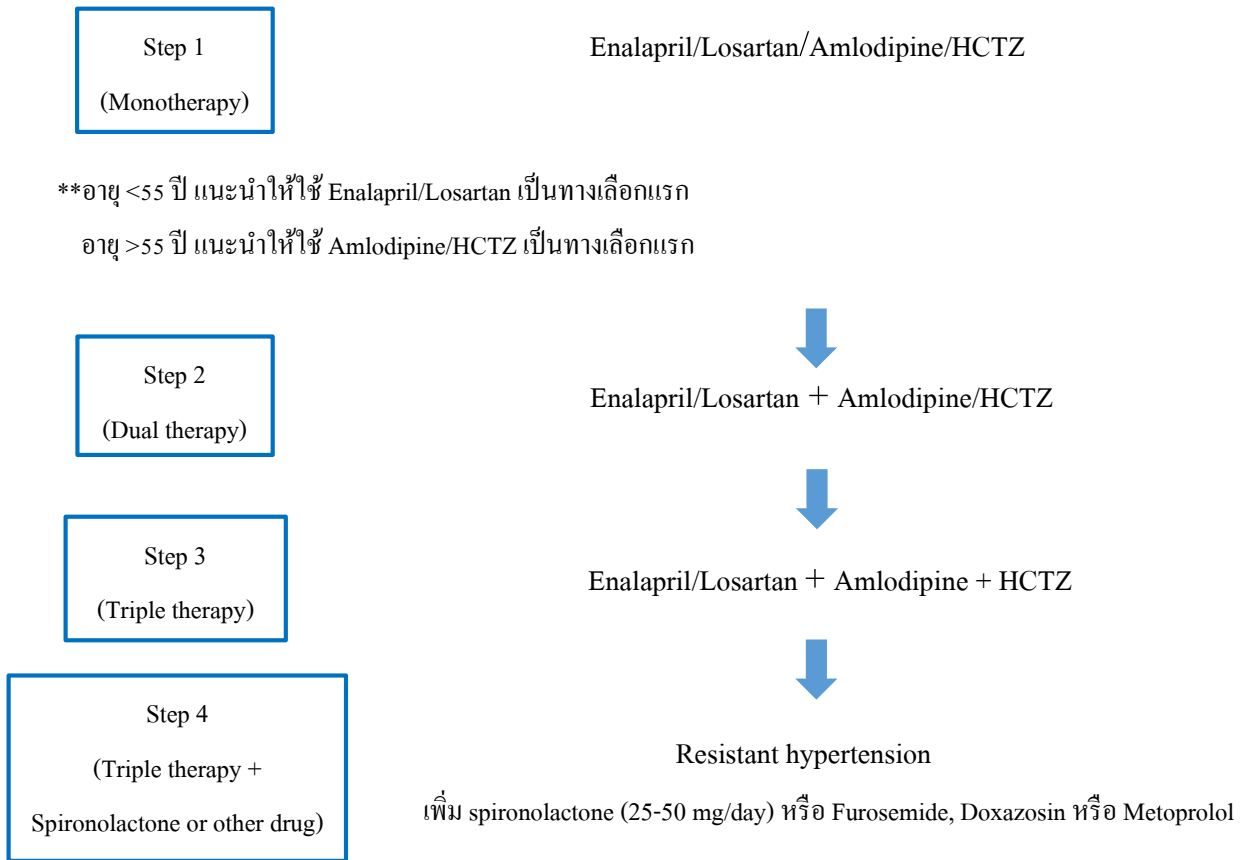 Step 1
(Monotherapy)
Enalapril/Losartan/Amlodipine/HCTZ
**อายุ <55 ปี แนะนำให้ใช้ Enalapril/Losartan เป็นทางเลือกแรก
อายุ >55 ปี แนะนำให้ใช้ Amlodipine/HCTZ เป็นทางเลือกแรก
Step 2
(Dual therapy)
Enalapril/Losartan + Amlodipine/HCTZ
Step 3
(Triple therapy)
Enalapril/Losartan + Amlodipine + HCTZ
Step 4
(Triple therapy +
Spironolactone or other drug)
Resistant hypertension
เพิ่ม spironolactone (25-50 mg/day) หรือ Furosemide, Doxazosin หรือ Metoprolol